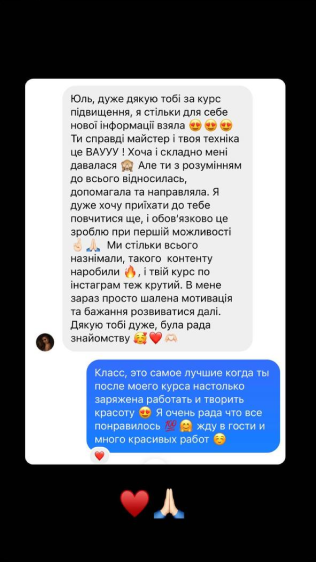 Юль, дуже дякую тобі за курс
підвищення, я стільки для себе
нової інформації взяла 😍😍😍
Ти справді майстер і твоя техніка
це ВАУУУ ! Хоча і складно мені
давалася 🙈 Але ти з розумінням
до всього відносилась,
допомагала та направляла. Я
дуже хочу приїхати до тебе
повчитися ще, і обов'язково це
зроблю при першій можливості
☝🏻🙏🏻 Ми стільки всього
назнімали, такого контенту
наробили 🔥, і твій курс по
інстаграм теж крутий. В мене
зараз просто шалена мотивація
та бажання розвиватися далі.
Дякую тобі дуже, була рада
знайомству 🥰❤️🫶🏻
Класс, это самое лучшие когда ты
после моего курса настолько
заряжена работать и творить
красоту 😍 Я очень рада что все
понравилось 💯🤗 жду в гости и
много красивых работ ☺️
❤️
♥️🙏🏻